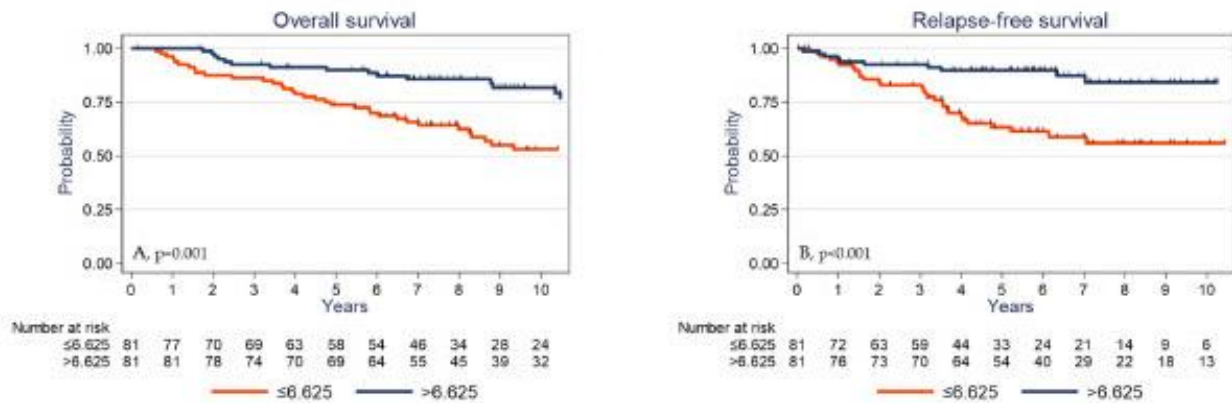 Overall survival
1.00
0.75
0.50
0.25
0.00
Probability
A, p=0.001
0 1 2 3 4 5 6 7 8 9 10
Years
Number at risk
≤6.625 81 77 70 69 63 58 54 46 34 28 24
>6.625 81 81 78 74 70 69 64 55 45 39 32
≤6.625 >6.625
Relapse-free survival
1.00
0.75
0.50
0.25
0.00
Probability
B, p<0.001
0 1 2 3 4 5 6 7 8 9 10
Years
Number at risk
≤6.625 81 72 63 59 44 33 24 21 14 9 6
>6.625 81 76 73 70 64 54 40 29 22 18 13
≤6.625 >6.625